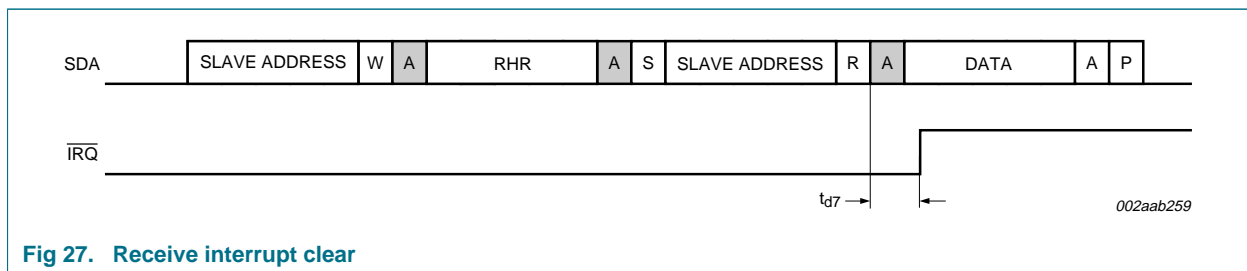 SDA SLAVE ADDRESS W A RHR A S SLAVE ADDRESS R A DATA A P
IRQ
td7
002aab259
Fig 27. Receive interrupt clear